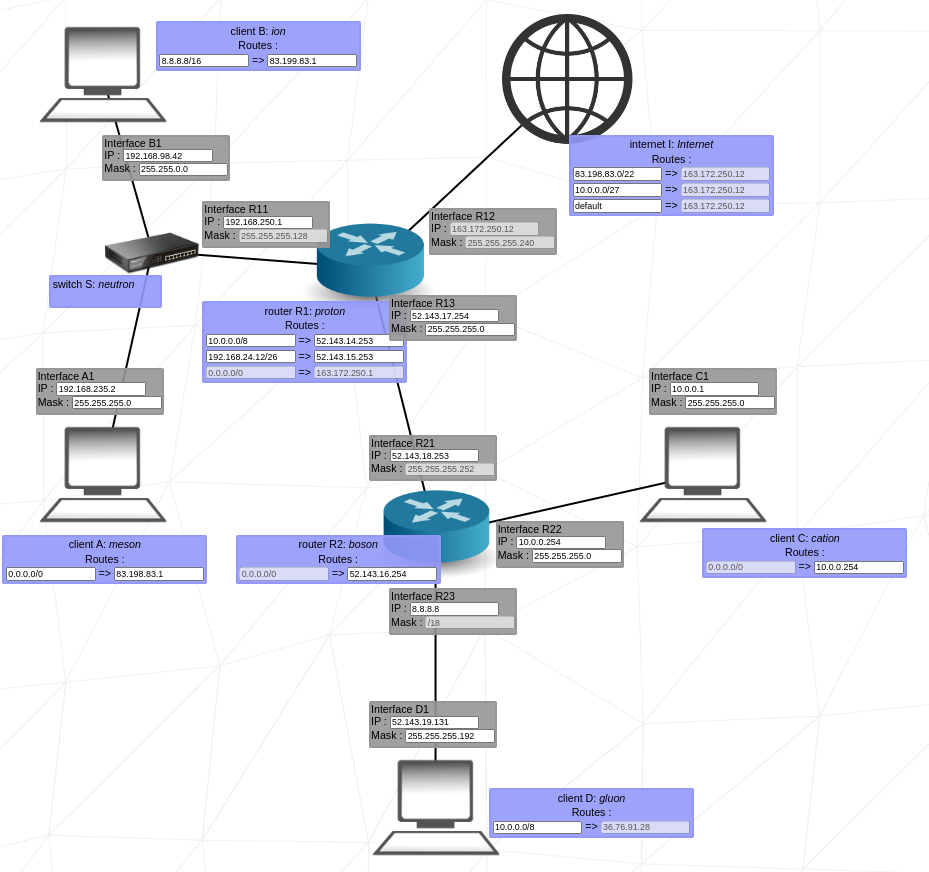 client B: ion
Routes :
8.8.8.8/16 => 83.199.83.1
Interface B1
IP : 192.168.98.42
Mask : 255.255.0.0
internet I: Internet
Routes :
83.198.83.0/22 => 163.172.250.12
10.0.0.0/27 => 163.172.250.12
default => 163.172.250.12
Interface R11
IP : 192.168.250.1
Mask : 255.255.255.128
Interface R12
IP : 163.172.250.12
Mask : 255.255.255.240
switch S: neutron
Interface R13
IP : 52.143.17.254
Mask : 255.255.255.0
router R1: proton
Routes :
10.0.0.0/8 => 52.143.14.253
192.168.24.12/26 => 52.143.15.253
0.0.0.0/0 => 163.172.250.1
Interface A1
IP : 192.168.235.2
Mask : 255.255.255.0
Interface C1
IP : 10.0.0.1
Mask : 255.255.255.0
Interface R21
IP : 52.143.18.253
Mask : 255.255.255.252
Interface R22
IP : 10.0.0.254
Mask : 255.255.255.0
client A: meson
Routes :
0.0.0.0/0 => 83.198.83.1
router R2: boson
Routes :
0.0.0.0/0 => 52.143.16.254
client C: cation
Routes :
0.0.0.0/0 => 10.0.0.254
Interface R23
IP : 8.8.8.8
Mask : /18
Interface D1
IP : 52.143.19.131
Mask : 255.255.255.192
client D: gluon
Routes :
10.0.0.0/8 => 36.76.91.28